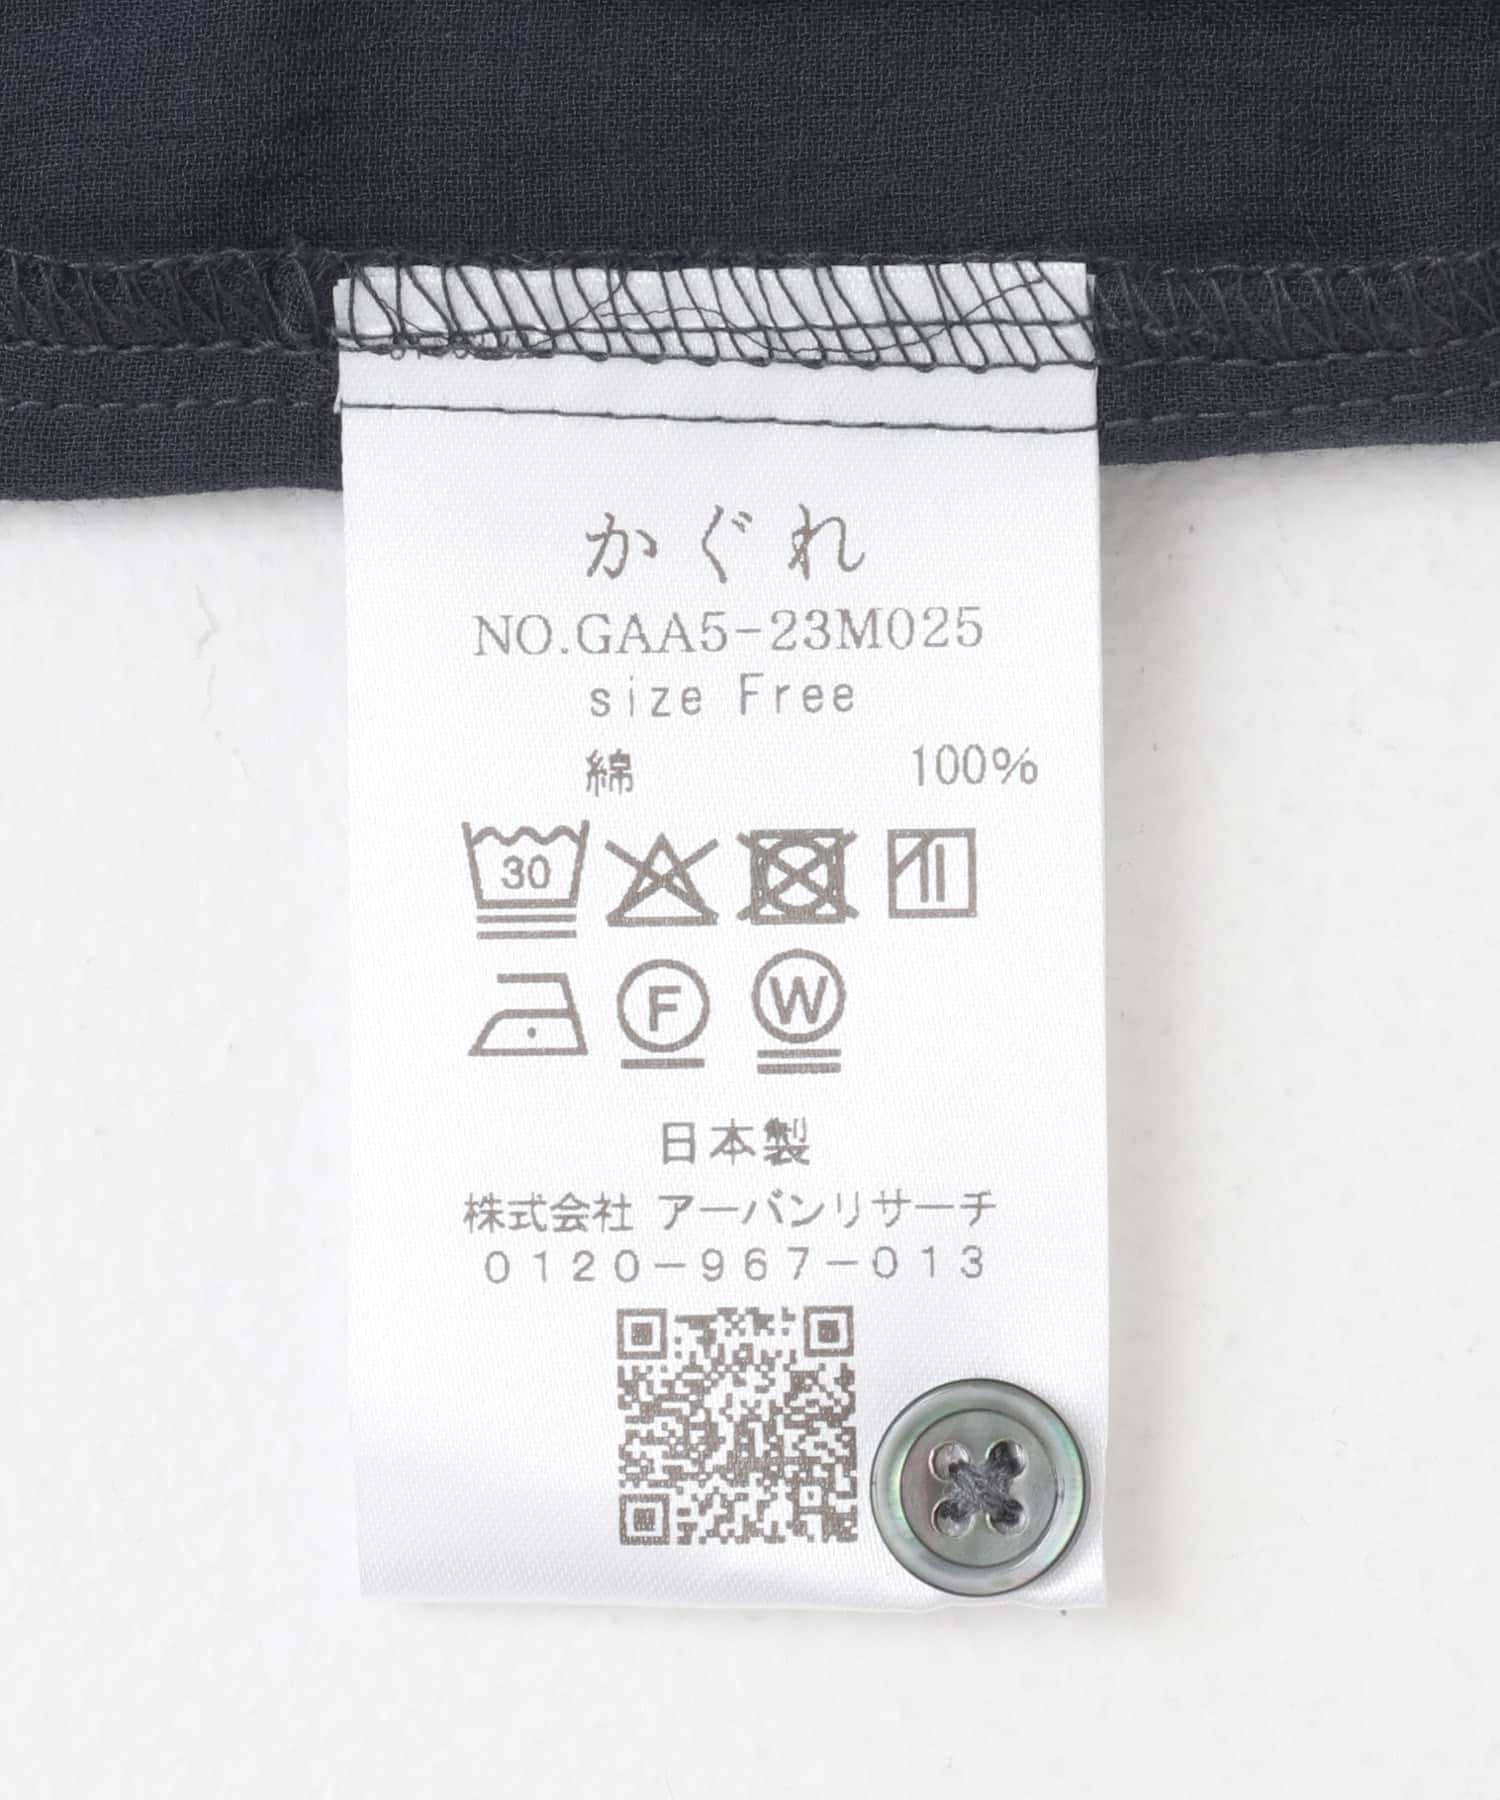 かぐれ
NO.GAA5-23M025
size Free
綿 100%
30
F W
日本製
株式会社 アーバンリサーチ
0120-967-013